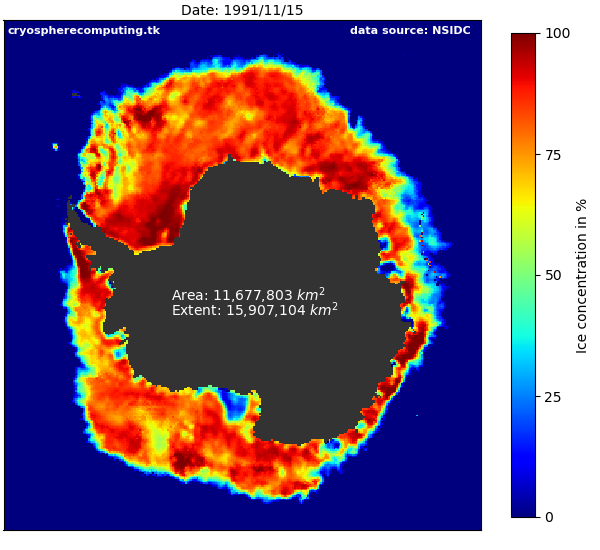 Date: 1991/11/15
cryospherecomputing.tk
data source: NSIDC
Area: 11,677,803 km²
Extent: 15,907,104 km²
100
75
50
25
0
Ice concentration in %